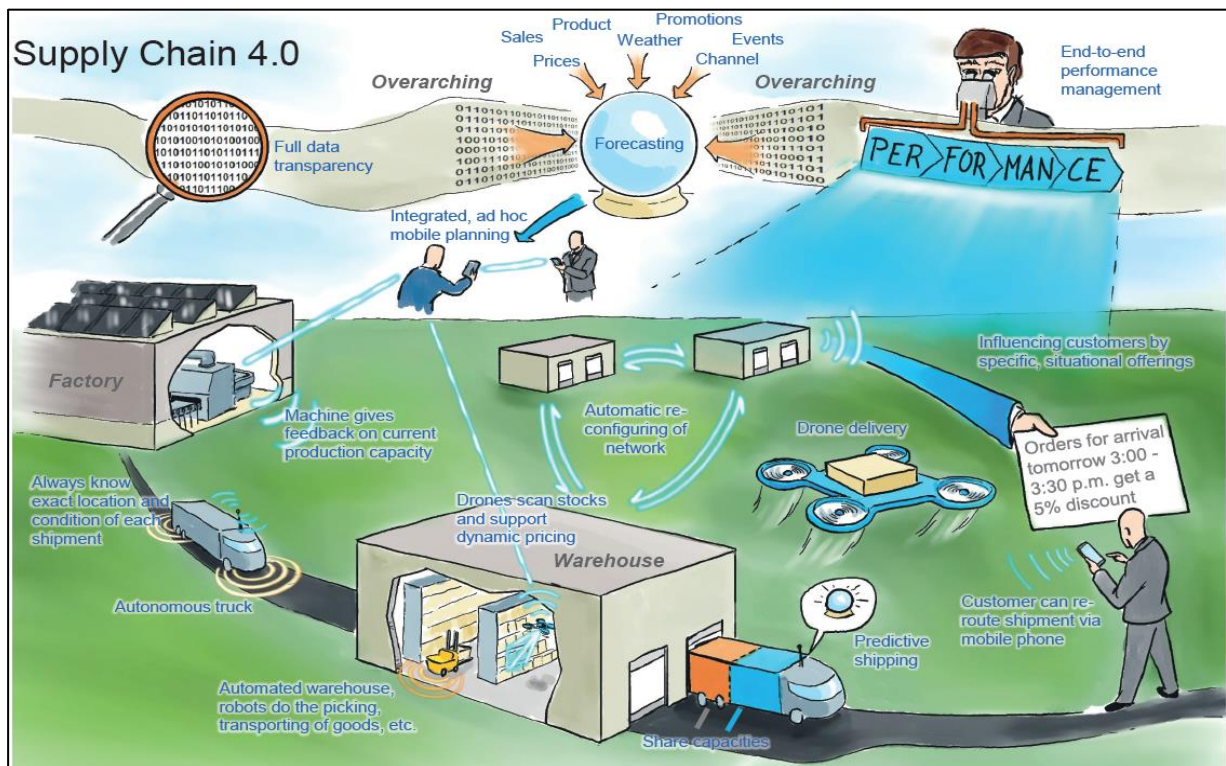 Supply Chain 4.0
Sales
Product
Promotions
Prices
Weather
Events
Channel
Overarching
Overarching
Forecasting
Full data
transparency
End-to-end
performance
management
PER FOR MAN CE
Integrated, ad hoc
mobile planning
Factory
Machine gives
feedback on current
production capacity
Automatic re-
configuring of
network
Influencing customers by
specific, situational offerings
Drone delivery
Orders for arrival
tomorrow 3:00 -
3:30 p.m. get a
5% discount
Always know
exact location and
condition of each
shipment
Autonomous truck
Drones scan stocks
and support
dynamic pricing
Warehouse
Automated warehouse,
robots do the picking,
transporting of goods, etc.
Predictive
shipping
Share capacities
Customer can re-
route shipment via
mobile phone